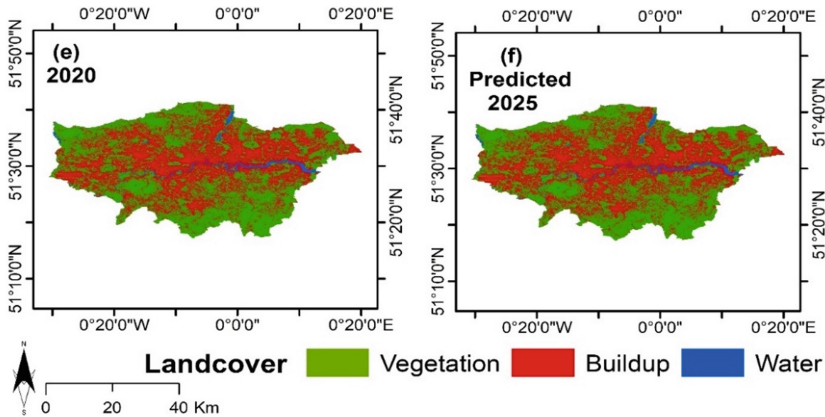 0°20'0"W 0°0'0" 0°20'0"E
0°20'0"W 0°0'0" 0°20'0"E
(e)
2020
(f)
Predicted
2025
51°50'0"N
51°40'0"N
51°30'0"N
51°20'0"N
51°10'0"N
51°50'0"N
51°40'0"N
51°30'0"N
51°20'0"N
51°10'0"N
0°20'0"W 0°0'0" 0°20'0"E
0°20'0"W 0°0'0" 0°20'0"E
N
S
Landcover Vegetation Buildup Water
0 20 40 Km